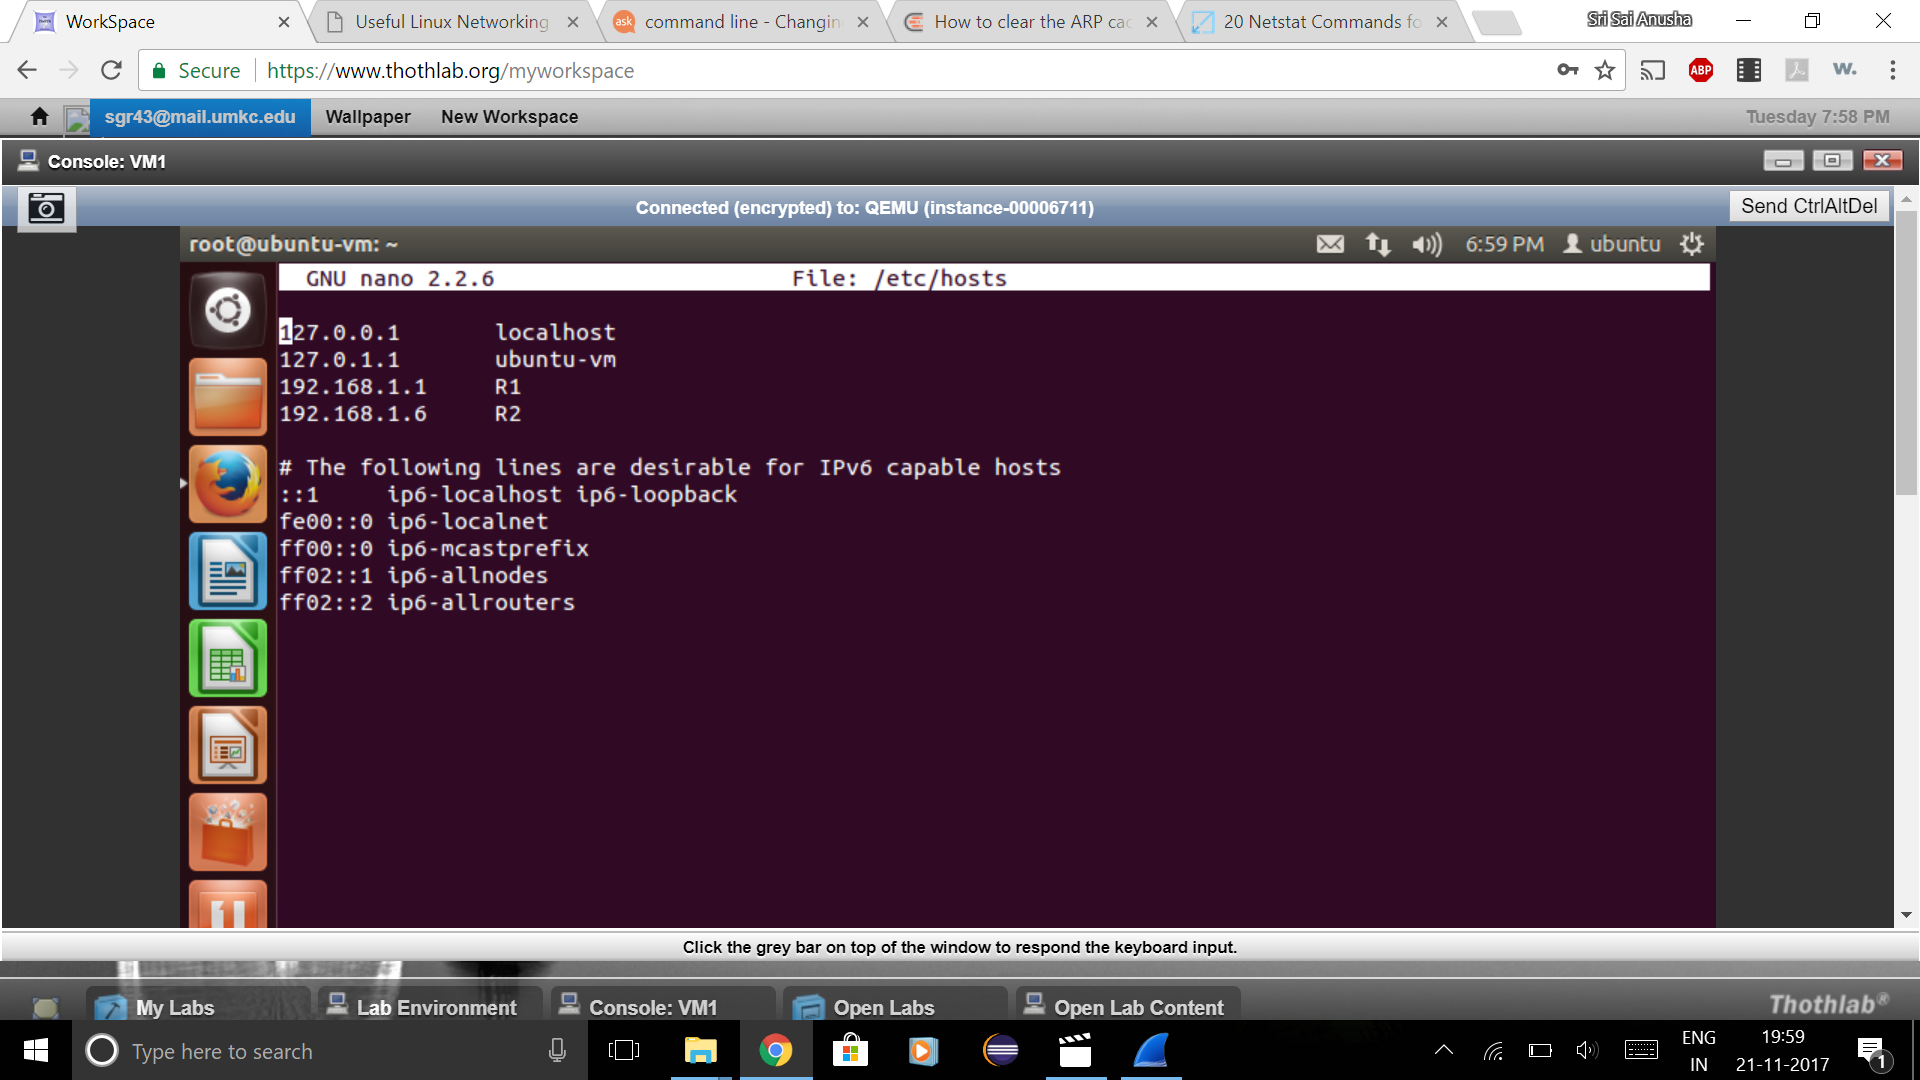 WorkSpace
Useful Linux Networking
ask command line - Changin
How to clear the ARP cac
20 Netstat Commands fo
Sri Sai Anusha
Secure https://www.thothlab.org/myworkspace
ABP
w.
sgr43@mail.umkc.edu Wallpaper New Workspace Tuesday 7:58 PM
Console: VM1
Connected (encrypted) to: QEMU (instance-00006711) Send CtrlAltDel
root@ubuntu-vm: ~ 6:59 PM ubuntu
GNU nano 2.2.6 File: /etc/hosts
127.0.0.1 localhost
127.0.1.1 ubuntu-vm
192.168.1.1 R1
192.168.1.6 R2
# The following lines are desirable for IPv6 capable hosts
::1 ip6-localhost ip6-loopback
fe00::0 ip6-localnet
ff00::0 ip6-mcastprefix
ff02::1 ip6-allnodes
ff02::2 ip6-allrouters
Click the grey bar on top of the window to respond the keyboard input.
My Labs Lab Environment Console: VM1 Open Labs Open Lab Content Thothlab®
Type here to search
ENG 19:59
IN 21-11-2017 1